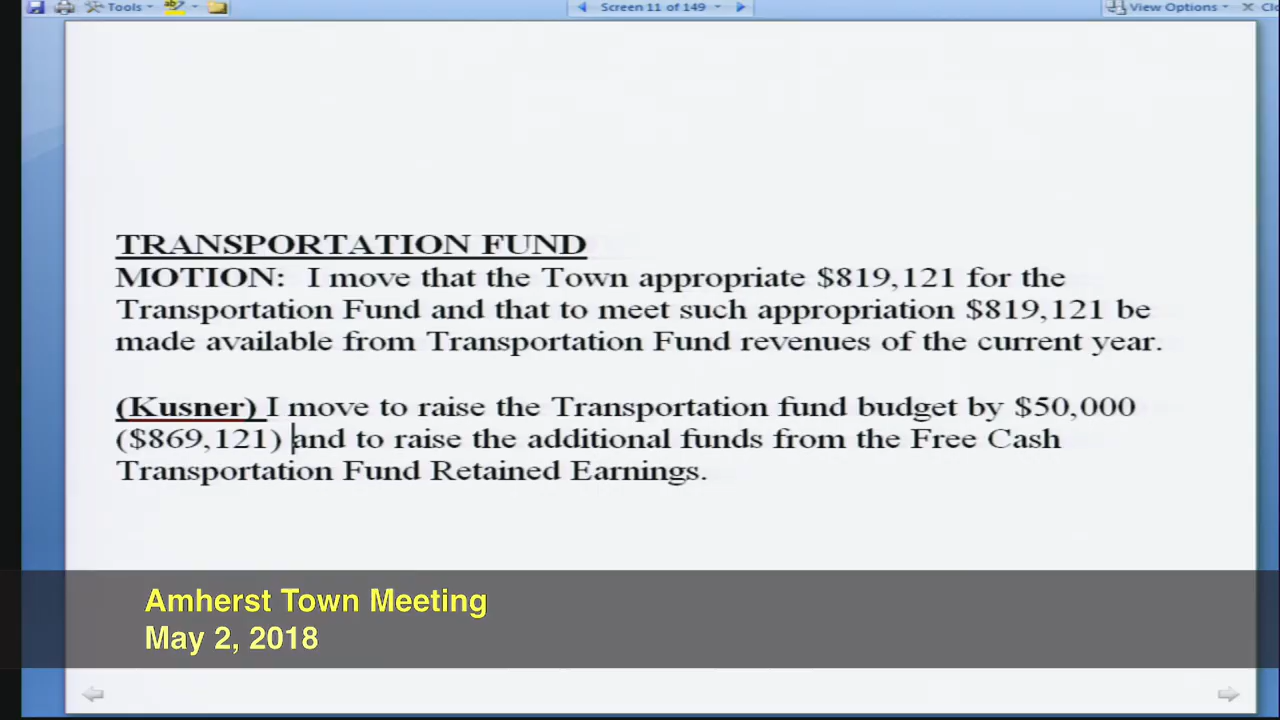 Tools
Screen 11 of 149
View Options
TRANSPORTATION FUND
MOTION: I move that the Town appropriate $819,121 for the
Transportation Fund and that to meet such appropriation $819,121 be
made available from Transportation Fund revenues of the current year.
(Kusner) I move to raise the Transportation fund budget by $50,000
($869,121) and to raise the additional funds from the Free Cash
Transportation Fund Retained Earnings.
Amherst Town Meeting
May 2, 2018